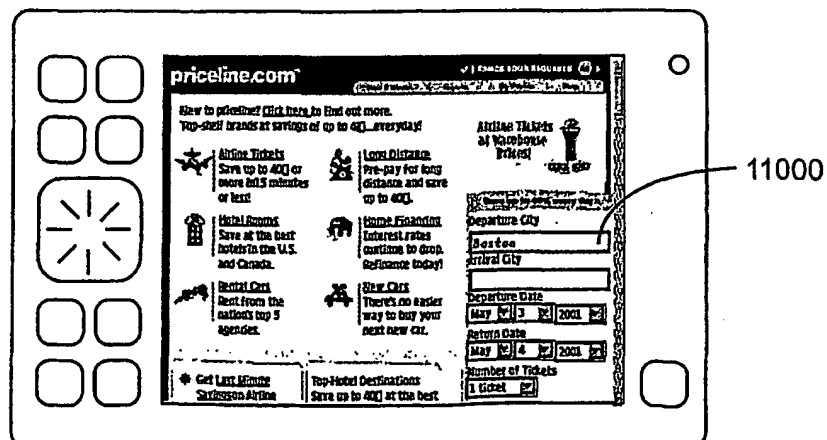 priceline.com
TRACK YOUR REQUESTS
New to priceline? Click here to find out more.
Top-shelf brands at savings of up to 40▯...everyday!
Airline Tickets
Save up to 40▯ or
more in 15 minutes
or less!
Long Distance
Pre-pay for long
distance and save
up to 40▯.
Airline Tickets
at Warehouse
Prices!
Hotel Rooms
Save at the best
hotels in the U.S.
and Canada.
Home Financing
Interest rates
continue to drop.
Refinance today!
Rental Cars
Rent from the
nation's top 5
agencies.
New Cars
There's no easier
way to buy your
next new car.
Get Last Minute
Savings on Airline
Top Hotel Destinations
Save up to 40▯ at the best
Departure City
Boston
Arrival City
Departure Date
May 3 2001
Return Date
May 4 2001
Number of Tickets
1 ticket
11000